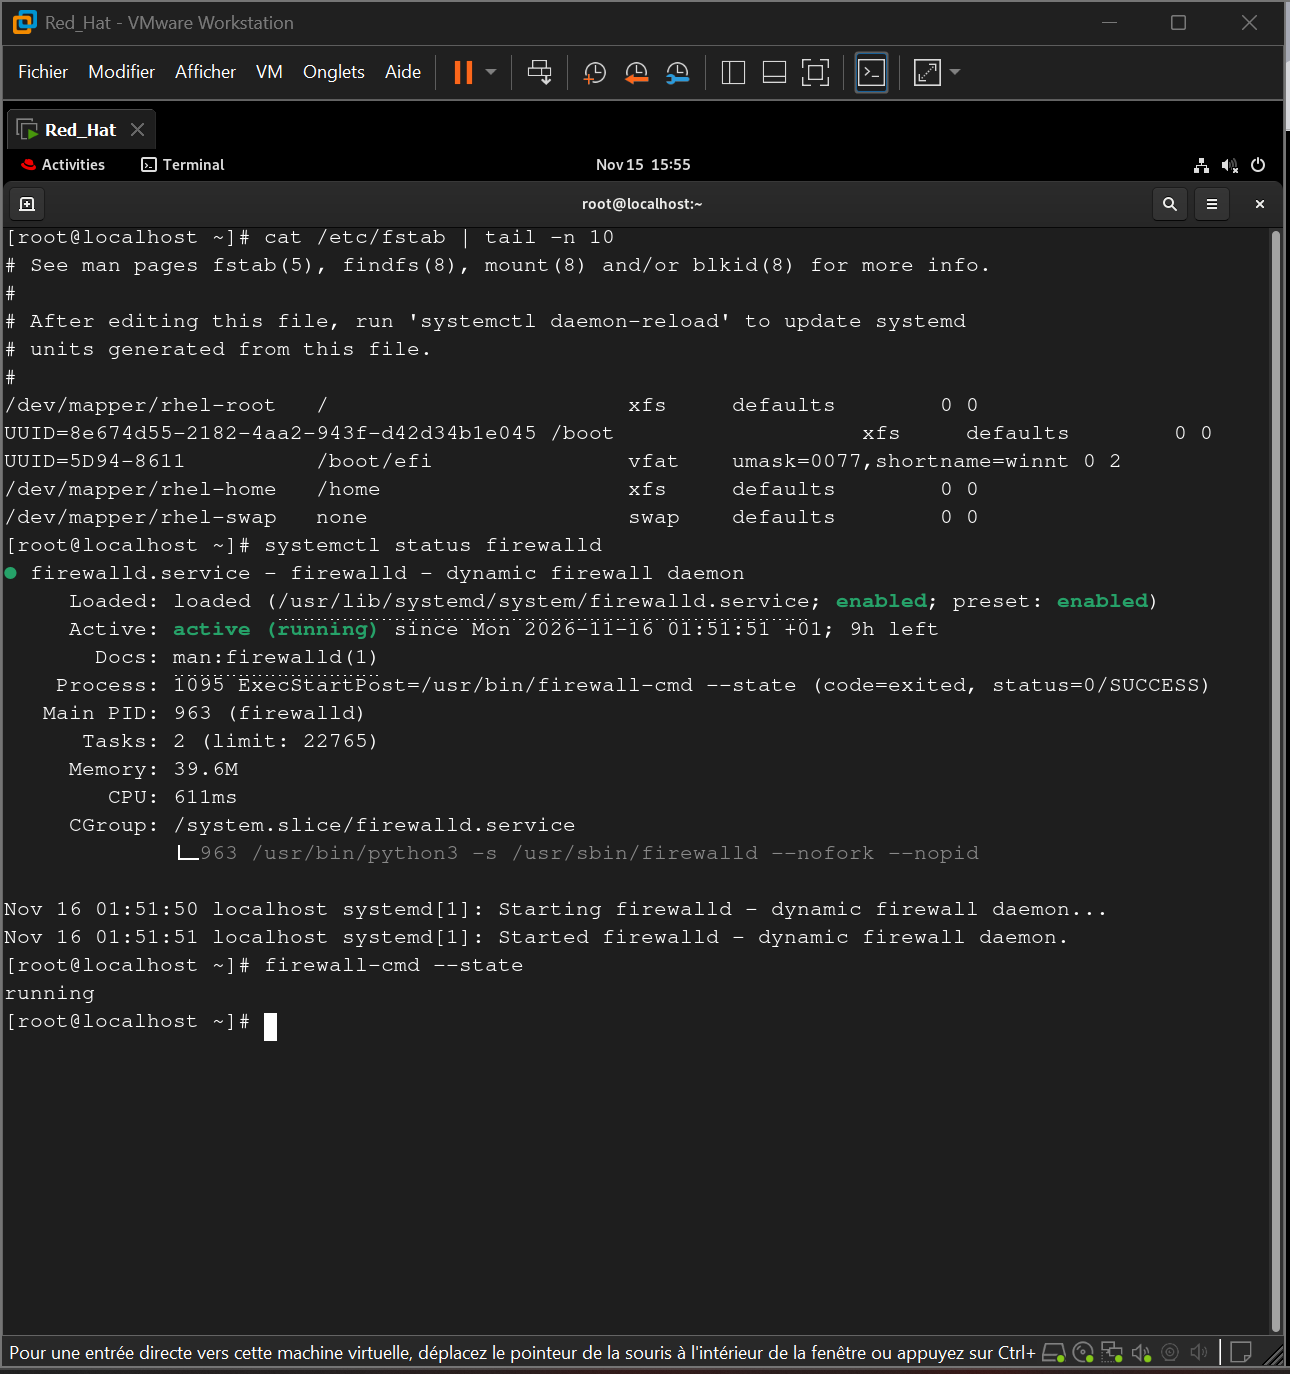 Red_Hat - VMware Workstation
Fichier Modifier Afficher VM Onglets Aide
Red_Hat
Activities Terminal Nov 15 15:55
root@localhost:~
[root@localhost ~]# cat /etc/fstab | tail -n 10
# See man pages fstab(5), findfs(8), mount(8) and/or blkid(8) for more info.
#
# After editing this file, run 'systemctl daemon-reload' to update systemd
# units generated from this file.
#
/dev/mapper/rhel-root / xfs defaults 0 0
UUID=8e674d55-2182-4aa2-943f-d42d34b1e045 /boot xfs defaults 0 0
UUID=5D94-8611 /boot/efi vfat umask=0077,shortname=winnt 0 2
/dev/mapper/rhel-home /home xfs defaults 0 0
/dev/mapper/rhel-swap none swap defaults 0 0
[root@localhost ~]# systemctl status firewalld
● firewalld.service - firewalld - dynamic firewall daemon
Loaded: loaded (/usr/lib/systemd/system/firewalld.service; enabled; preset: enabled)
Active: active (running) since Mon 2026-11-16 01:51:51 +01; 9h left
Docs: man:firewalld(1)
Process: 1095 ExecStartPost=/usr/bin/firewall-cmd --state (code=exited, status=0/SUCCESS)
Main PID: 963 (firewalld)
Tasks: 2 (limit: 22765)
Memory: 39.6M
CPU: 611ms
CGroup: /system.slice/firewalld.service
└─963 /usr/bin/python3 -s /usr/sbin/firewalld --nofork --nopid
Nov 16 01:51:50 localhost systemd[1]: Starting firewalld - dynamic firewall daemon...
Nov 16 01:51:51 localhost systemd[1]: Started firewalld - dynamic firewall daemon.
[root@localhost ~]# firewall-cmd --state
running
[root@localhost ~]#
Pour une entrée directe vers cette machine virtuelle, déplacez le pointeur de la souris à l'intérieur de la fenêtre ou appuyez sur Ctrl+